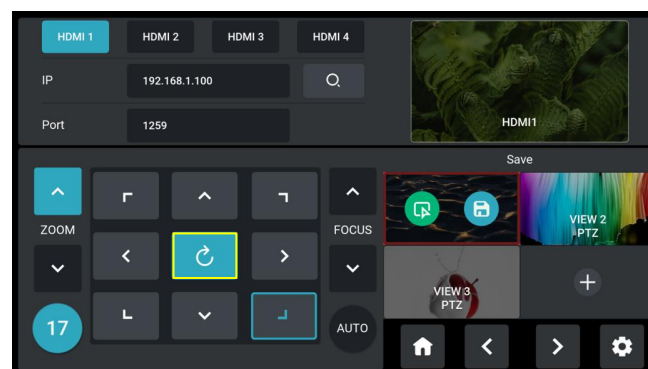 HDMI 1
HDMI 2
HDMI 3
HDMI 4
IP
192.168.1.100
Port
1259
HDMI1
Save
ZOOM
17
FOCUS
AUTO
VIEW 2
PTZ
VIEW 3
PTZ